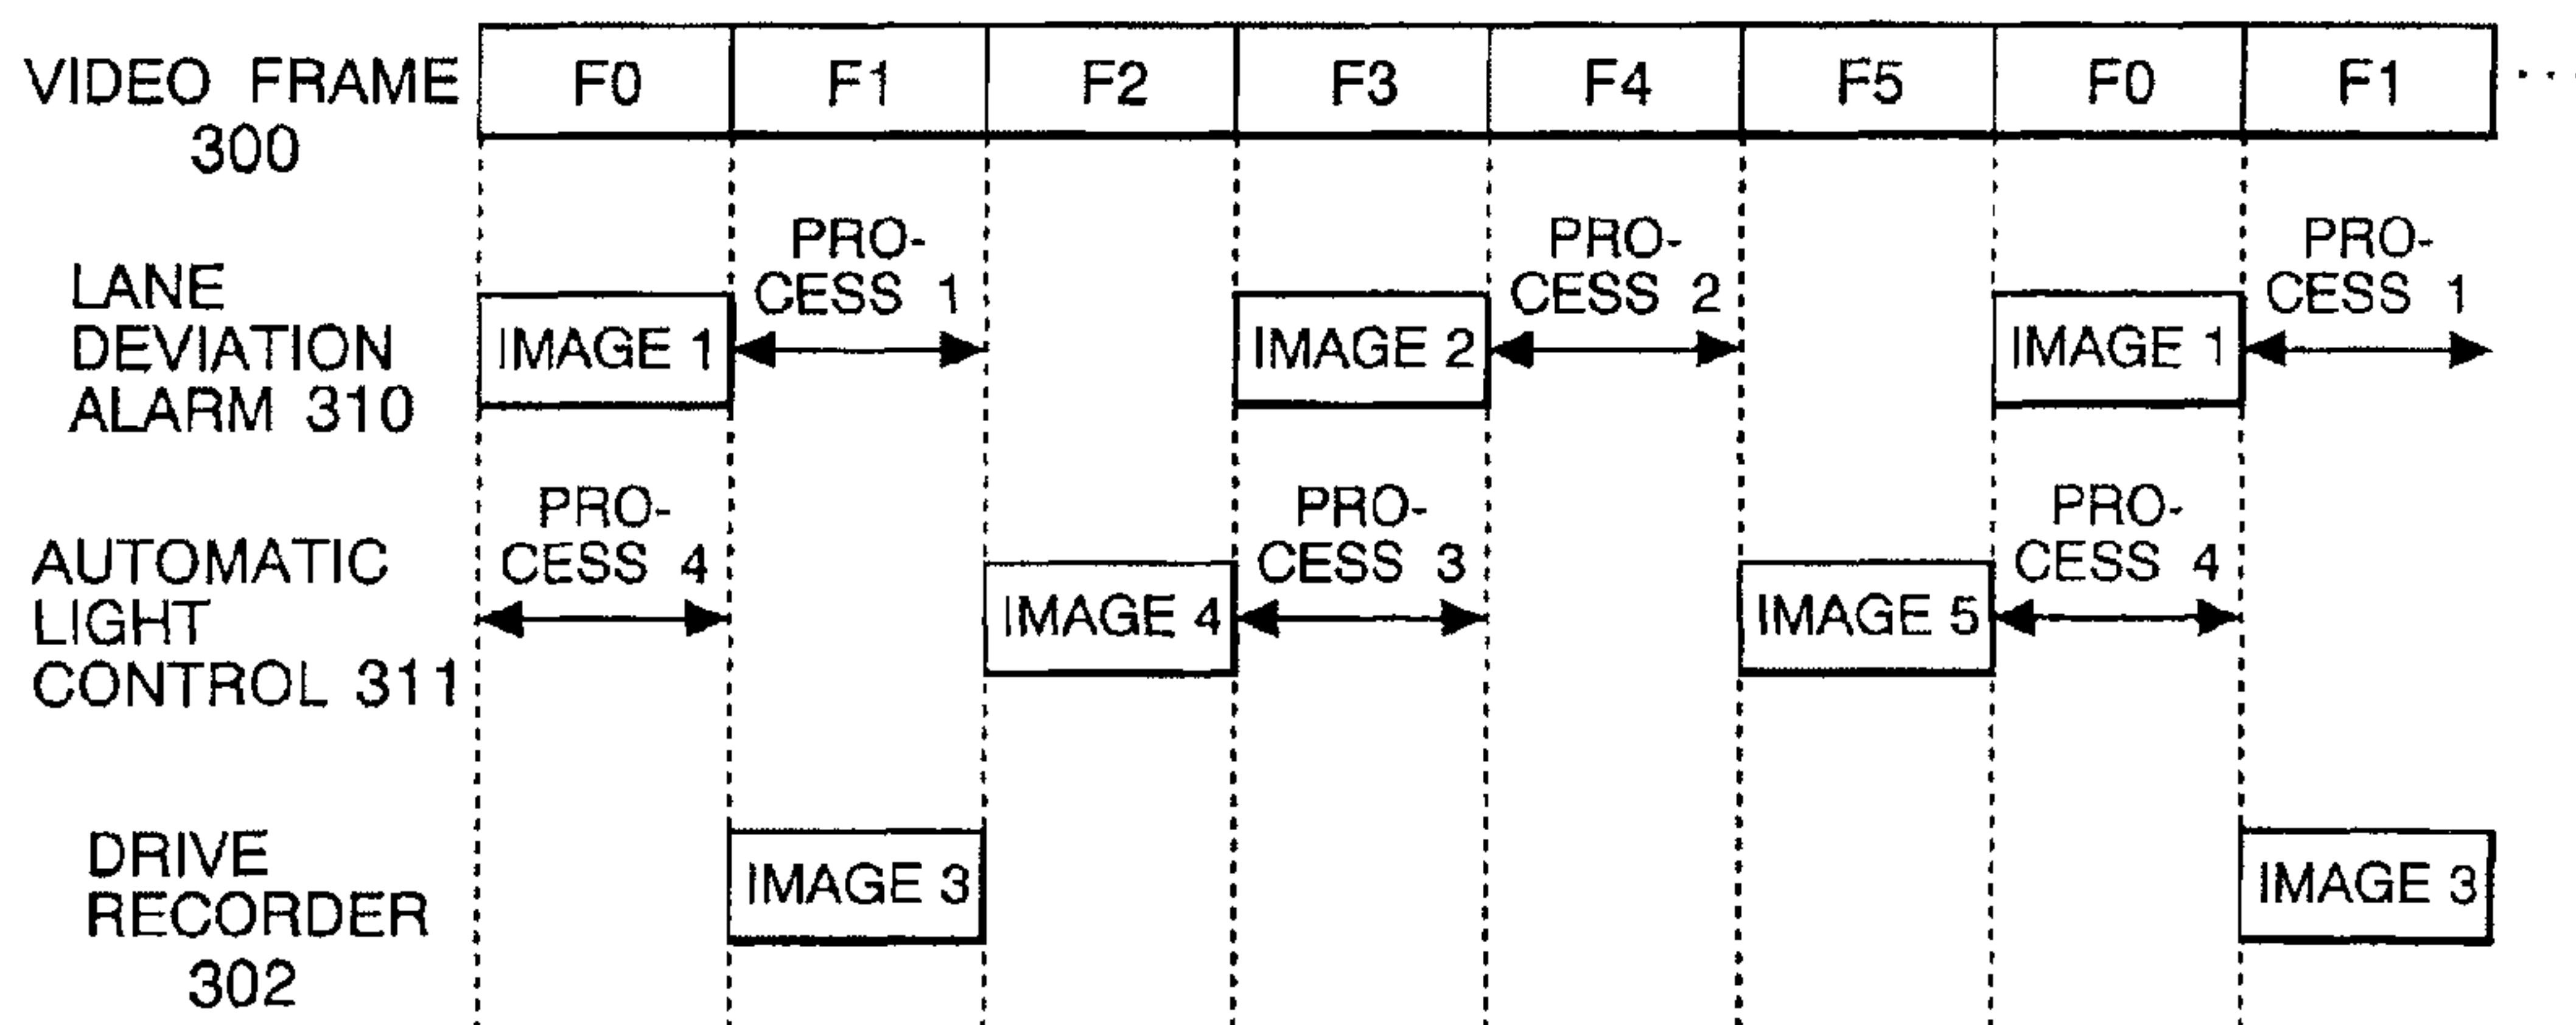 VIDEO FRAME
300
F0 F1 F2 F3 F4 F5 F0 F1 ...
LANE
DEVIATION
ALARM 310
IMAGE 1
PRO-
CESS 1
IMAGE 2
PRO-
CESS 2
IMAGE 1
PRO-
CESS 1
AUTOMATIC
LIGHT
CONTROL 311
PRO-
CESS 4
IMAGE 4
PRO-
CESS 3
IMAGE 5
PRO-
CESS 4
DRIVE
RECORDER
302
IMAGE 3
IMAGE 3